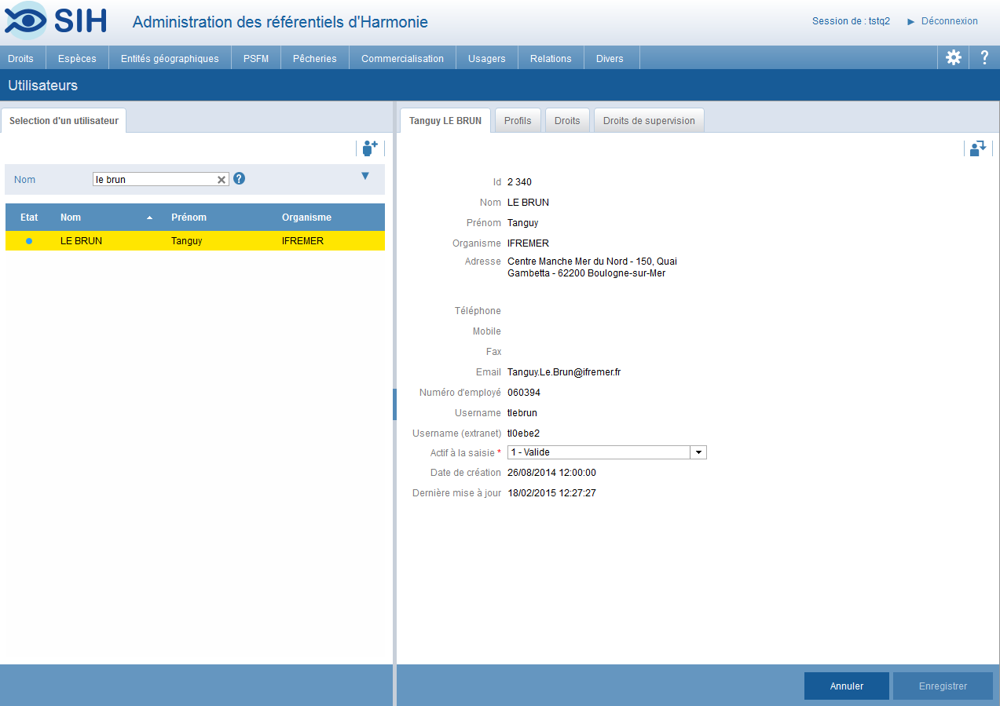 SIH
Administration des référentiels d'Harmonie
Session de : tstq2 Déconnexion
Droits Espèces Entités géographiques PSFM Pêcheries Commercialisation Usagers Relations Divers ?
Utilisateurs
Selection d'un utilisateur
Nom le brun ?
Etat Nom Prénom Organisme
LE BRUN Tanguy IFREMER
Tanguy LE BRUN Profils Droits Droits de supervision
Id 2 340
Nom LE BRUN
Prénom Tanguy
Organisme IFREMER
Adresse Centre Manche Mer du Nord - 150, Quai
Gambetta - 62200 Boulogne-sur-Mer
Téléphone
Mobile
Fax
Email Tanguy.Le.Brun@ifremer.fr
Numéro d'employé 060394
Username tlebrun
Username (extranet) tl0ebe2
Actif à la saisie * 1 - Valide
Date de création 26/08/2014 12:00:00
Dernière mise à jour 18/02/2015 12:27:27
Annuler Enregistrer